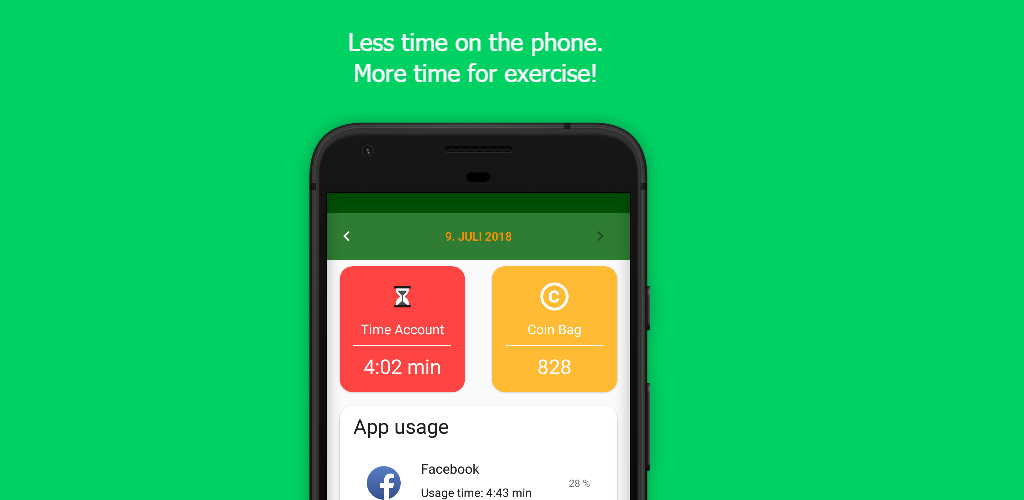 Less time on the phone.
More time for exercise!
9. JULI 2018
Time Account
4:02 min
C
Coin Bag
828
App usage
Facebook
Usage time: 4:43 min
28 %